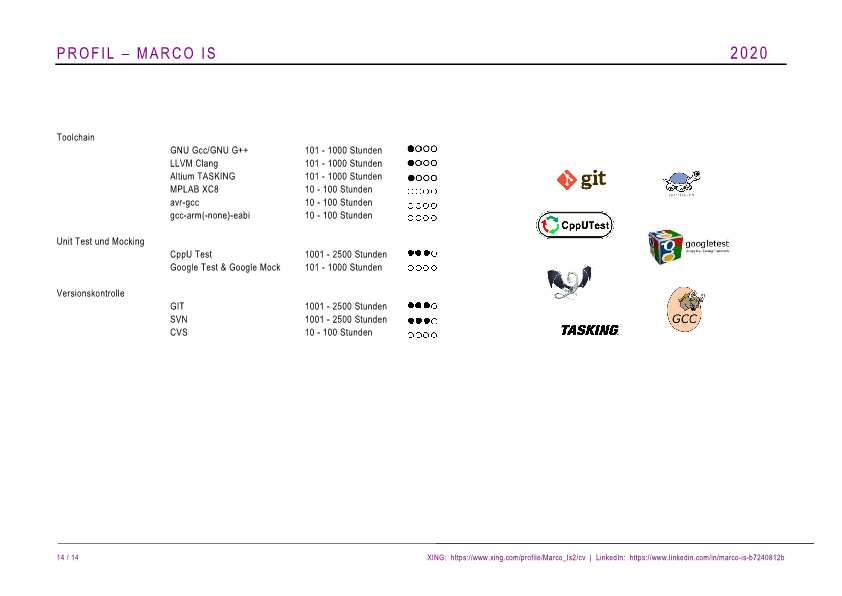 PROFIL – MARCO IS 2020
Toolchain
GNU Gcc/GNU G++ 101 - 1000 Stunden
LLVM Clang 101 - 1000 Stunden
Altium TASKING 101 - 1000 Stunden
MPLAB XC8 10 - 100 Stunden
avr-gcc 10 - 100 Stunden
gcc-arm(-none)-eabi 10 - 100 Stunden
Unit Test und Mocking
CppU Test 1001 - 2500 Stunden
Google Test & Google Mock 101 - 1000 Stunden
Versionskontrolle
GIT 1001 - 2500 Stunden
SVN 1001 - 2500 Stunden
CVS 10 - 100 Stunden
git
CppUTest
googletest
GCC
TASKING
14 / 14
XING: https://www.xing.com/profile/Marco_Is2/cv | LinkedIn: https://www.linkedin.com/in/marco-is-b7240812b